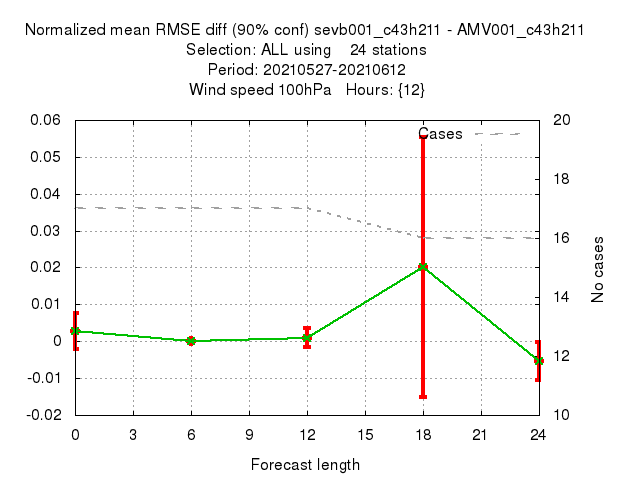 Normalized mean RMSE diff (90% conf) sevb001_c43h211 - AMV001_c43h211
Selection: ALL using    24 stations
Period: 20210527-20210612
Wind speed 100hPa   Hours: {12}
Cases
0.06
0.05
0.04
0.03
0.02
0.01
0
-0.01
-0.02
20
18
16
14
12
10
No cases
0 3 6 9 12 15 18 21 24
Forecast length